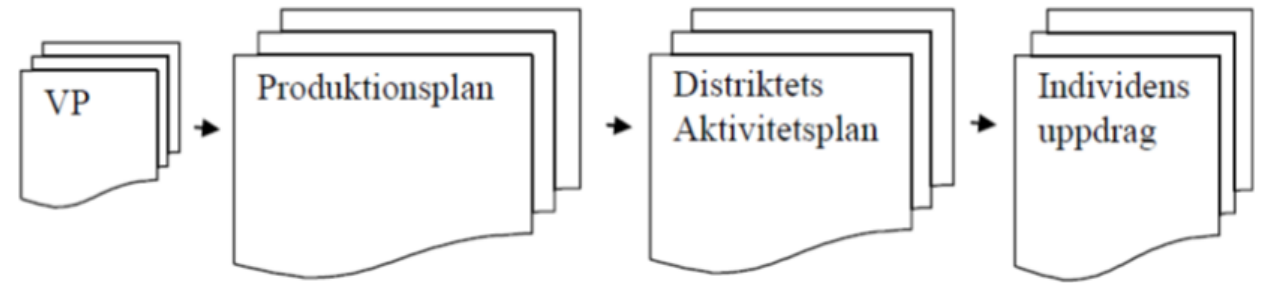 VP
Produktionsplan
Distriktets
Aktivitetsplan
Individens
uppdrag